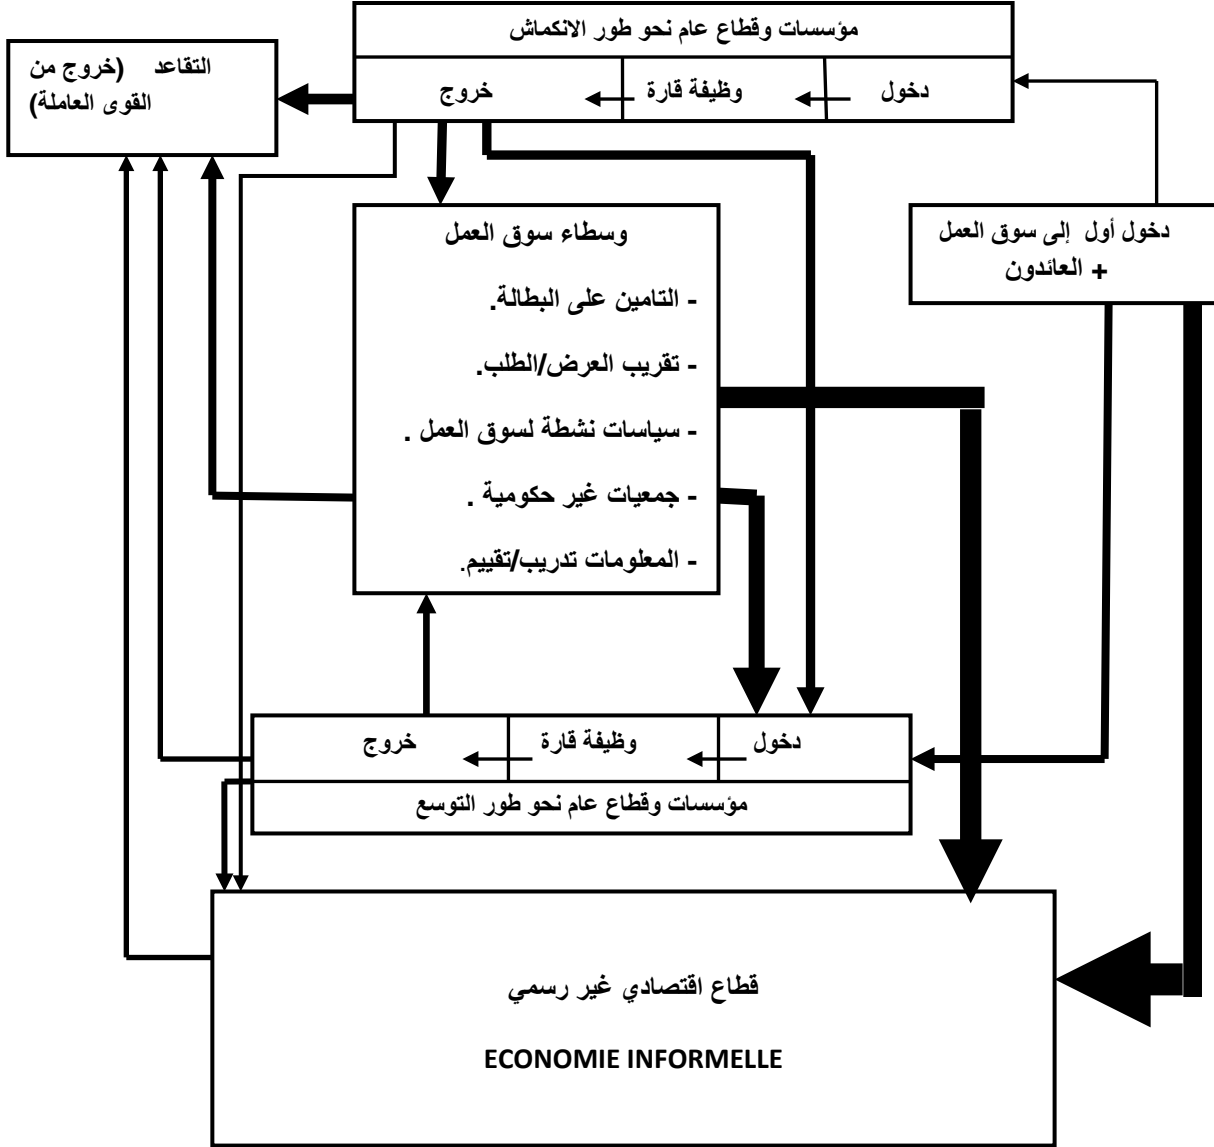 مؤسسات وقطاع عام نحو طور الانكماش
دخول
وظيفة قارة
خروج
التقاعد (خروج من
القوى العاملة)
دخول أول إلى سوق العمل
+ العائدون
وسطاء سوق العمل
- التامين على البطالة.
- تقريب العرض/الطلب.
- سياسات نشطة لسوق العمل .
- جمعيات غير حكومية .
- المعلومات تدريب/تقييم.
دخول
وظيفة قارة
خروج
مؤسسات وقطاع عام نحو طور التوسع
قطاع اقتصادي غير رسمي
ECONOMIE INFORMELLE